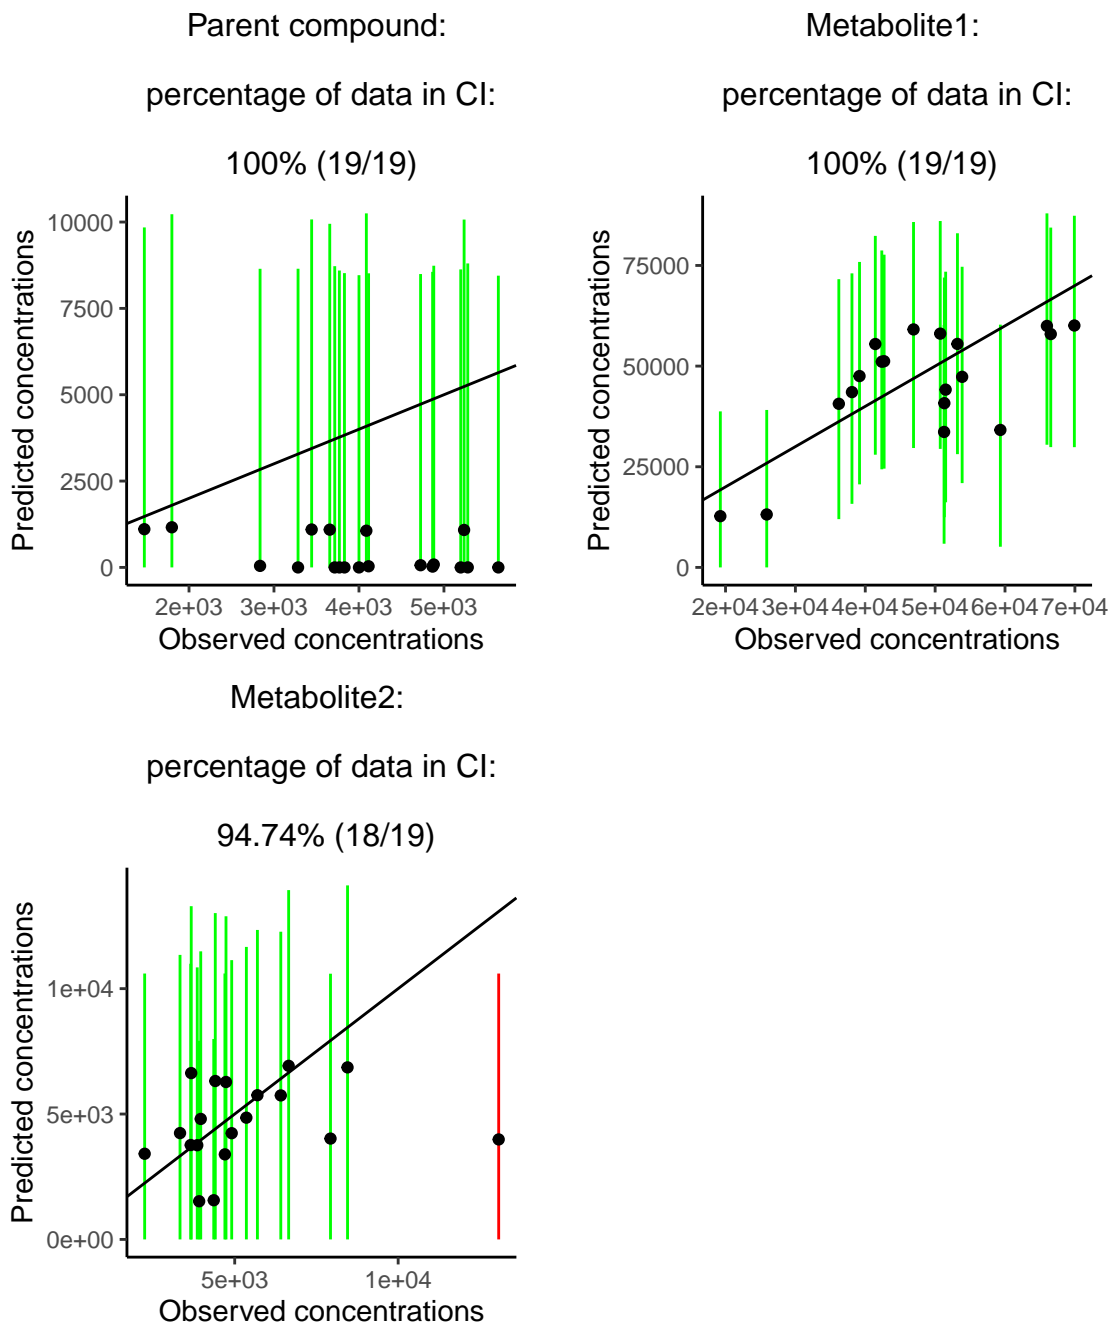 Parent compound:
percentage of data in CI:
100% (19/19)
10000
7500
5000
2500
0
Predicted concentrations
2e+03 3e+03 4e+03 5e+03
Observed concentrations
Metabolite1:
percentage of data in CI:
100% (19/19)
75000
50000
25000
0
Predicted concentrations
2e+04 3e+04 4e+04 5e+04 6e+04 7e+04
Observed concentrations
Metabolite2:
percentage of data in CI:
94.74% (18/19)
1e+04
5e+03
0e+00
Predicted concentrations
5e+03 1e+04
Observed concentrations